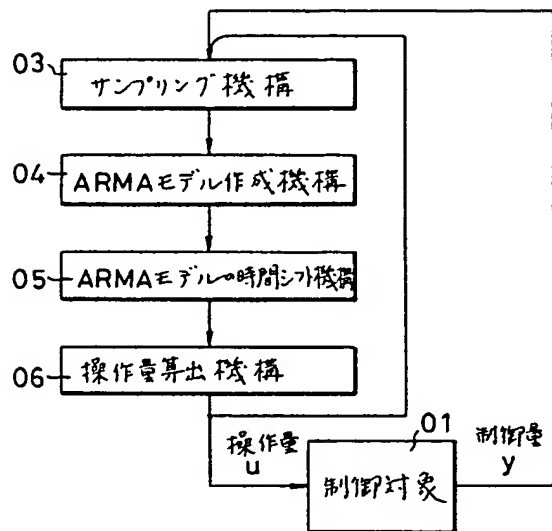 03
サンプリング機構
04
ARMAモデル作成機構
05
ARMAモデルの時間シフト機構
06
操作量算出機構
操作量
u
01
制御対象
制御量
y